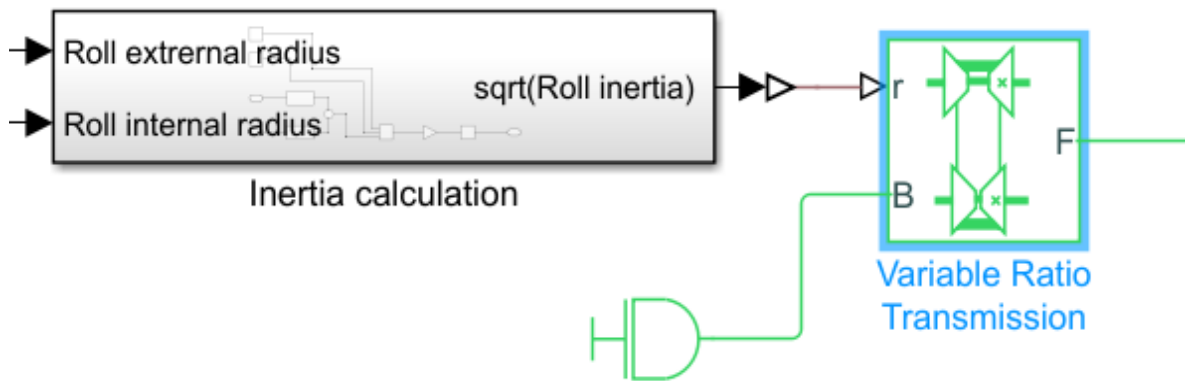 Roll extrernal radius
sqrt(Roll inertia)
r
Roll internal radius
F
Inertia calculation
B
Variable Ratio
Transmission